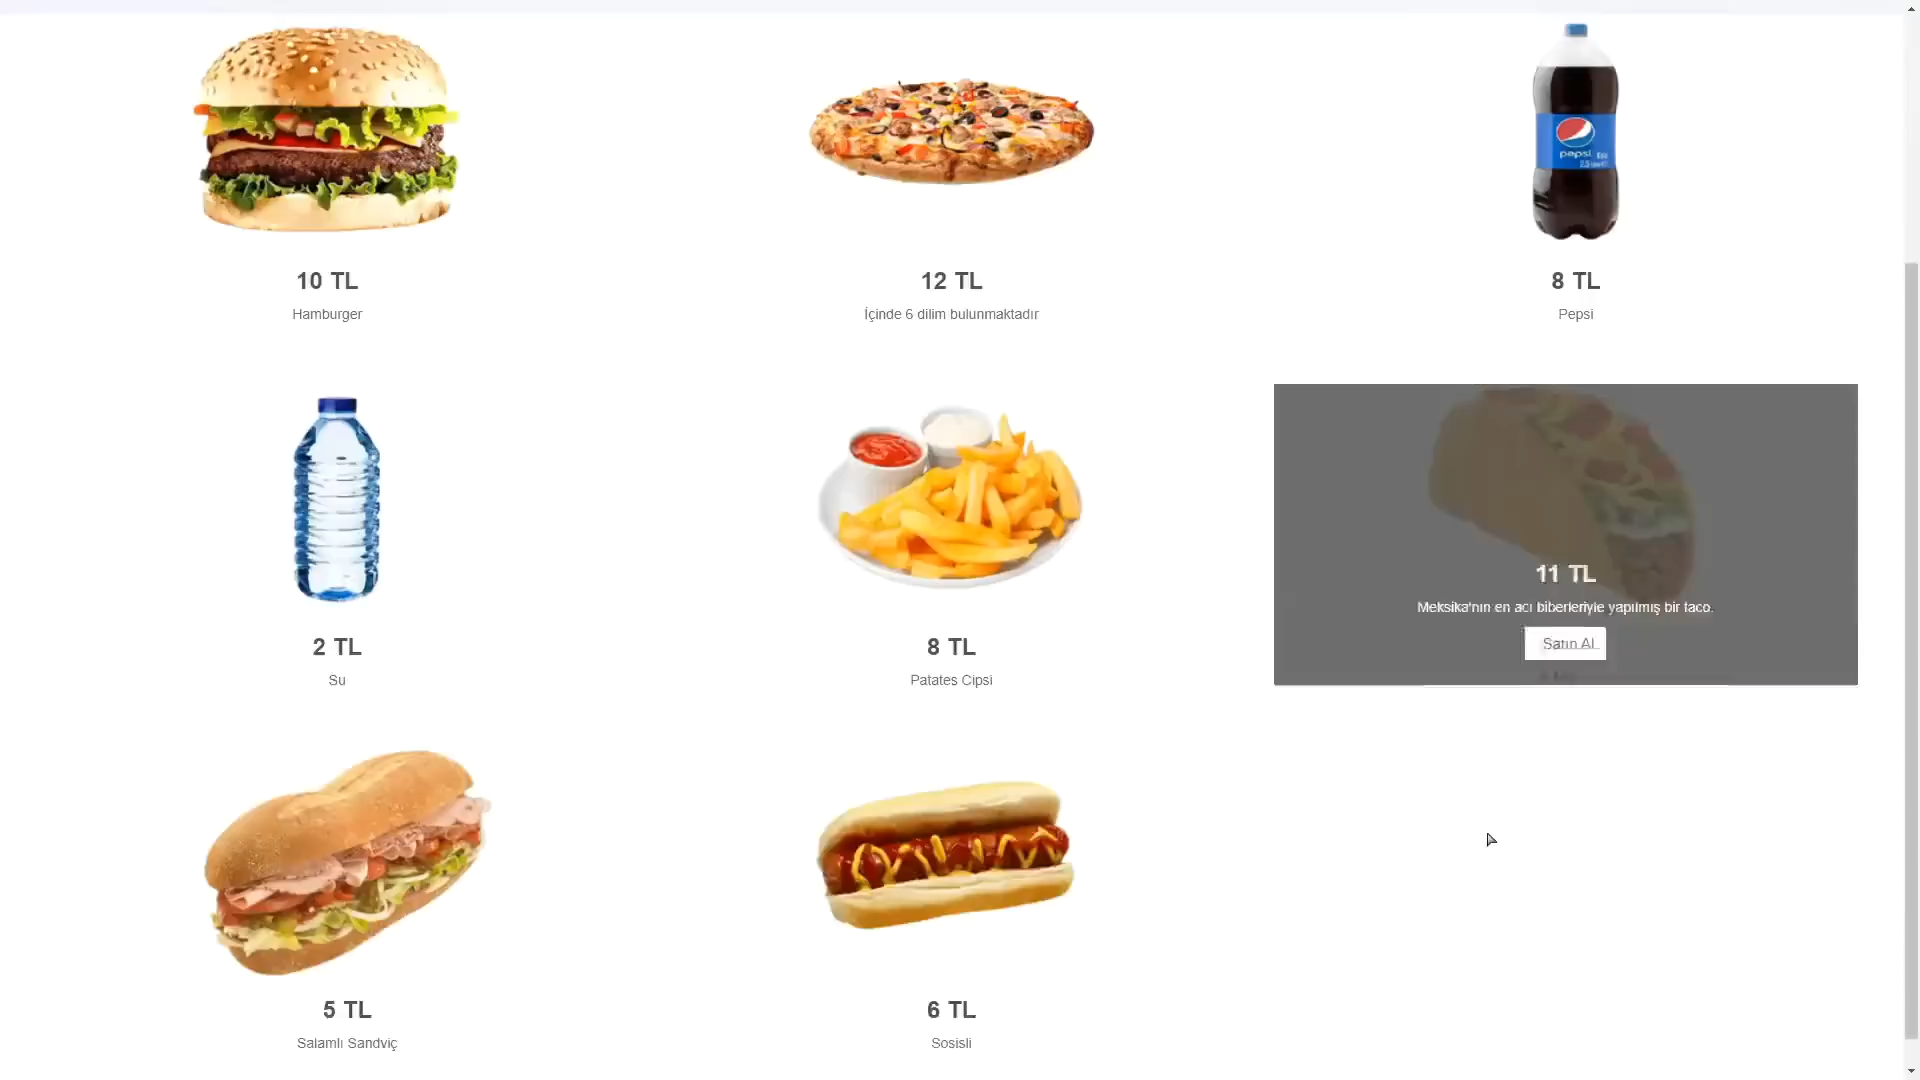 pepsi
10 TL
Hamburger
12 TL
İçinde 6 dilim bulunmaktadır
8 TL
Pepsi
2 TL
Su
8 TL
Patates Cipsi
11 TL
Meksika'nın en acı biberleriyle yapılmış bir taco.
Satın Al
5 TL
Salamlı Sandviç
6 TL
Sosisli